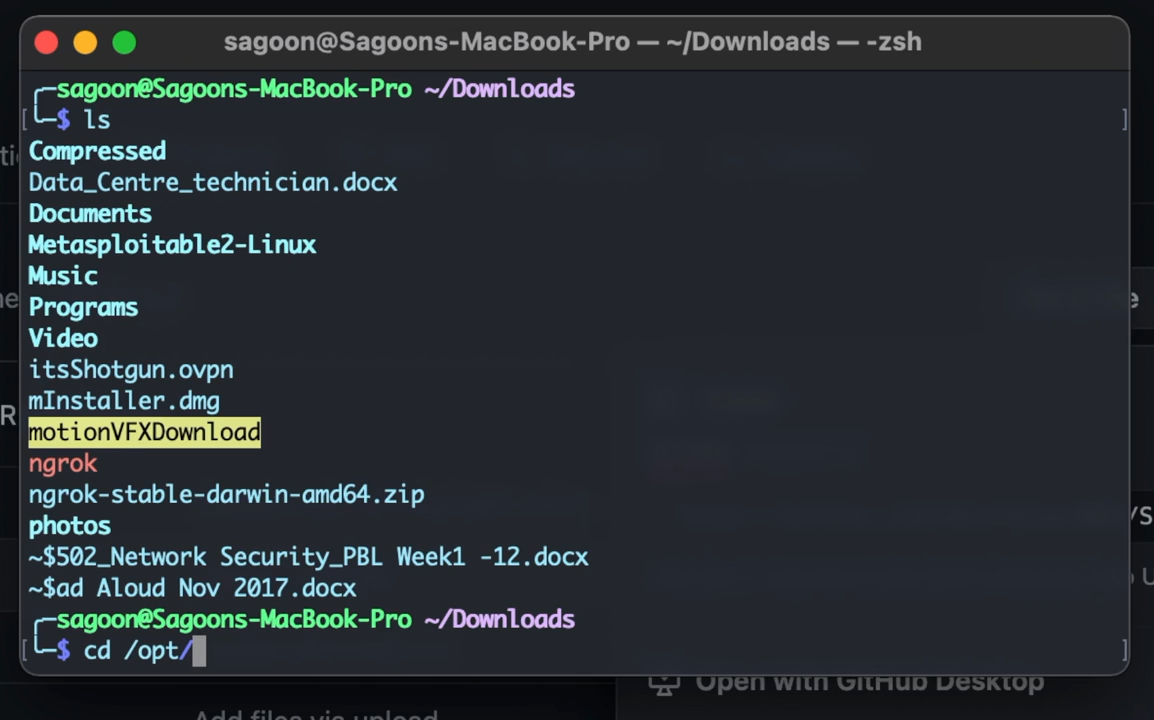 sagoon@Sagoons-MacBook-Pro — ~/Downloads — -zsh
sagoon@Sagoons-MacBook-Pro ~/Downloads
$ ls
Compressed
Data_Centre_technician.docx
Documents
Metasploitable2-Linux
Music
Programs
Video
itsShotgun.ovpn
mInstaller.dmg
motionVFXDownload
ngrok
ngrok-stable-darwin-amd64.zip
photos
~$502_Network Security_PBL Week1 -12.docx
~$ad Aloud Nov 2017.docx
sagoon@Sagoons-MacBook-Pro ~/Downloads
$ cd /opt/
Open with GitHub Desktop
Add files via upload